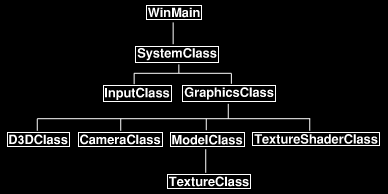 WinMain
SystemClass
InputClass GraphicsClass
D3DClass CameraClass ModelClass TextureShaderClass
TextureClass